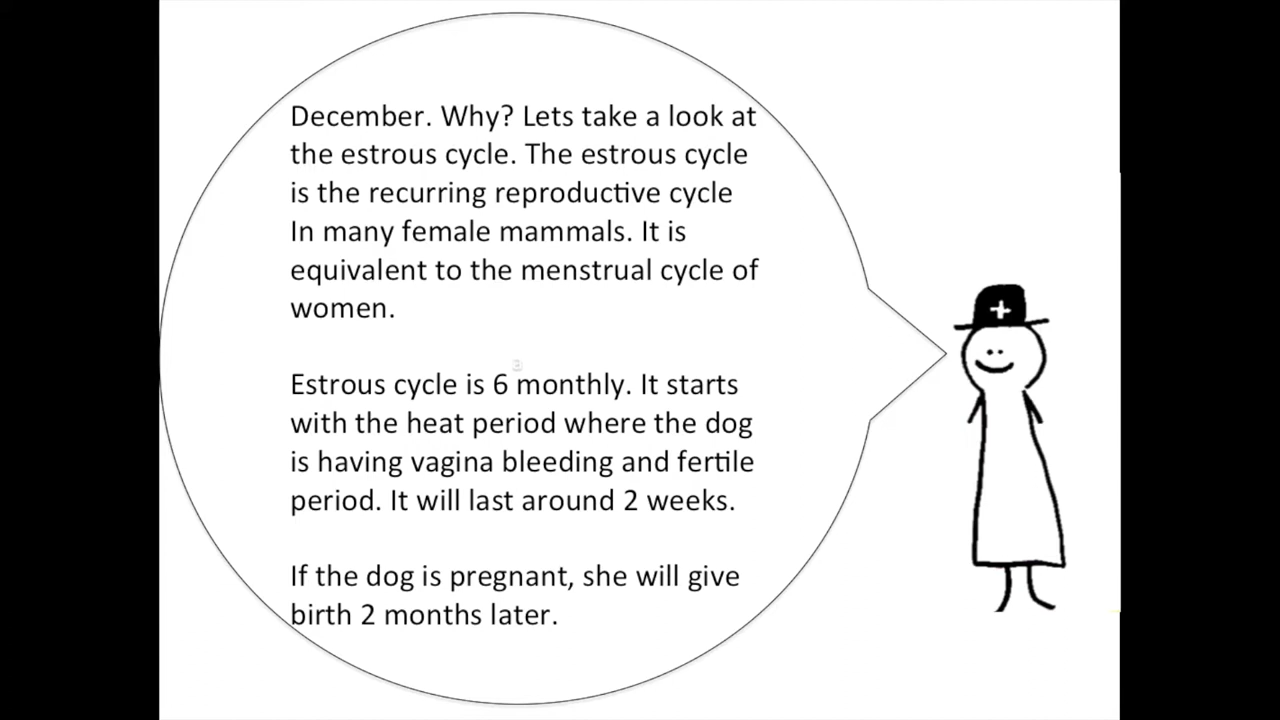 December. Why? Lets take a look at
the estrous cycle. The estrous cycle
is the recurring reproductive cycle
In many female mammals. It is
equivalent to the menstrual cycle of
women.
Estrous cycle is 6 monthly. It starts
with the heat period where the dog
is having vagina bleeding and fertile
period. It will last around 2 weeks.
If the dog is pregnant, she will give
birth 2 months later.